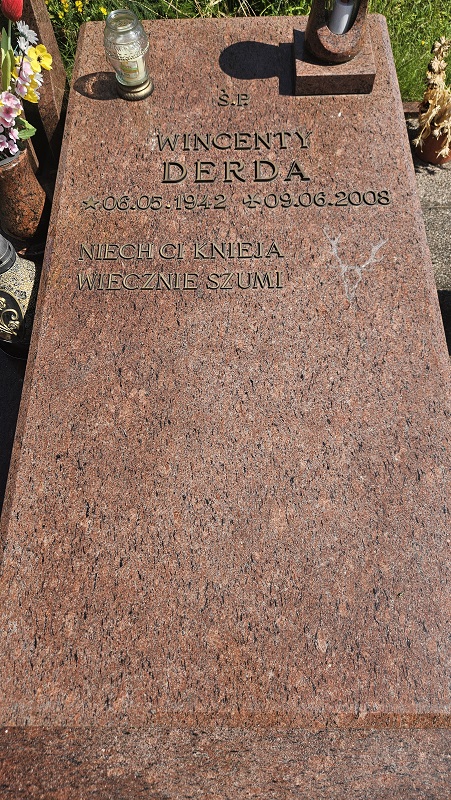 Ś.P.
WINCENTY
DERDA
☆06.05.1942 ✡09.06.2008
NIECH CI KNIEJA
WIECZNIE SZUMI